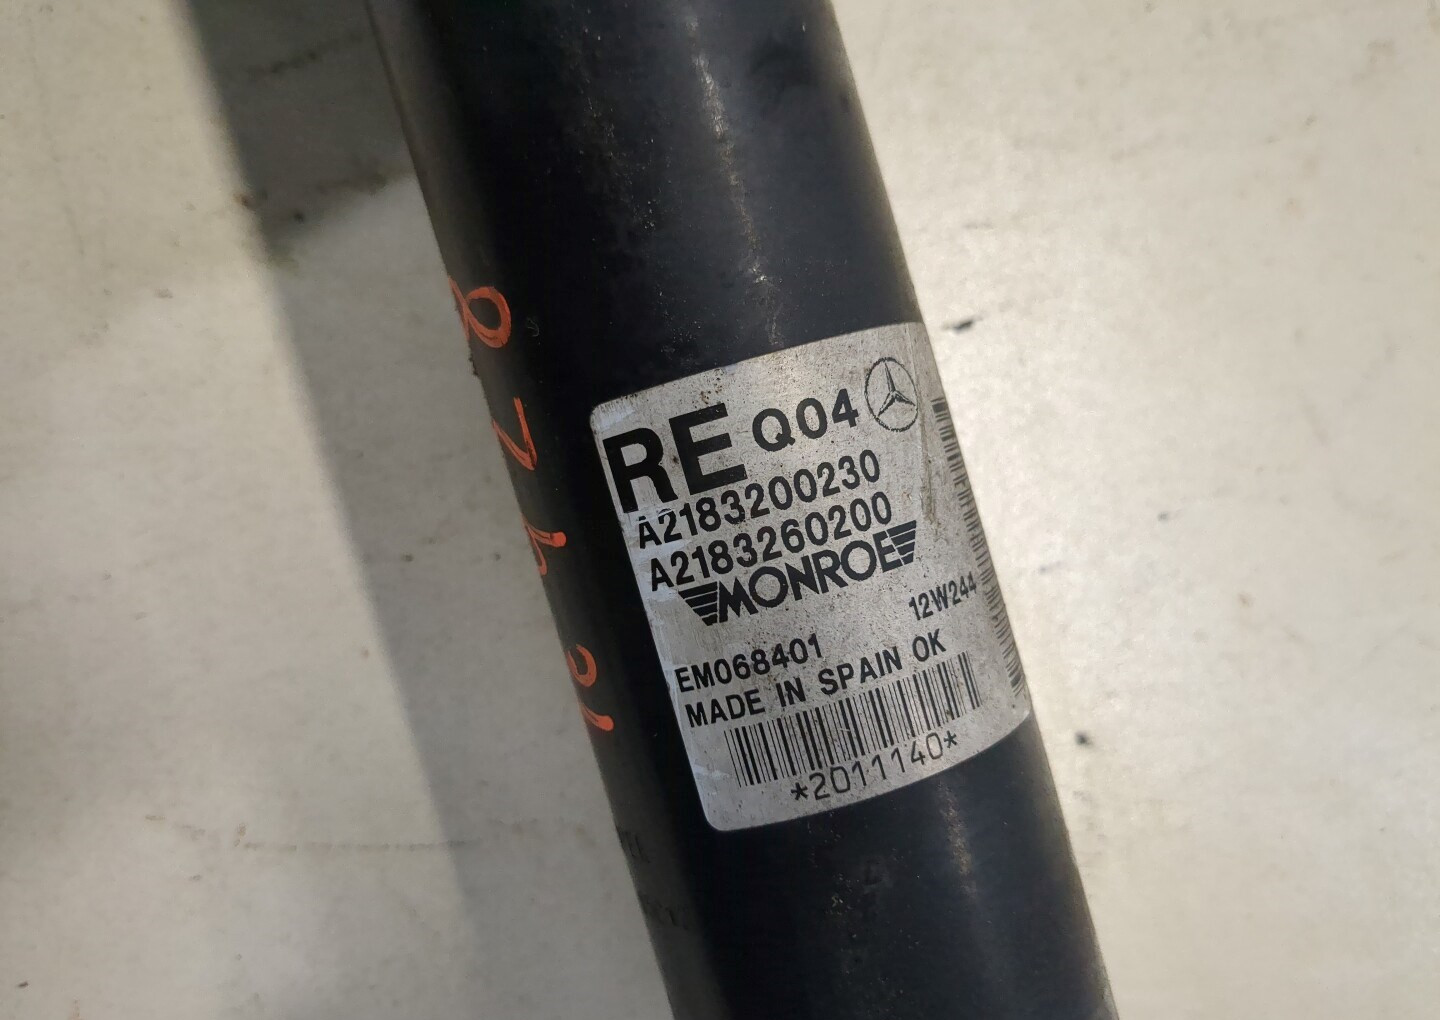 RE Q04
A2183200230
A2183260200
MONROE
12W244
EM068401
MADE IN SPAIN OK
*2011140*